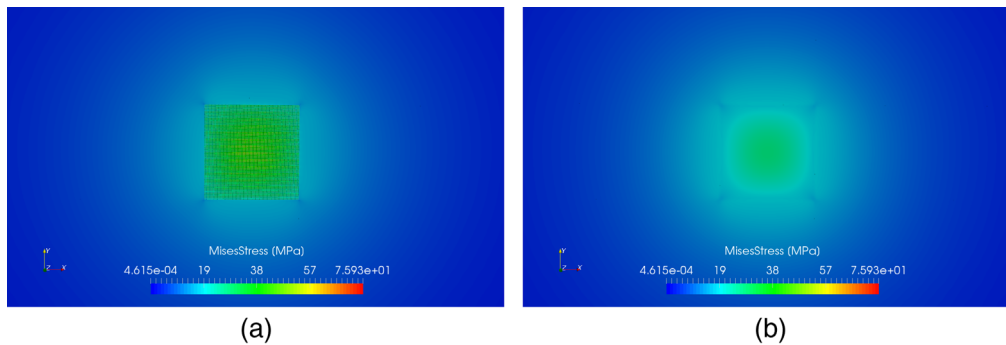 MisesStress (MPa)
4.615e-04 19 38 57 7.593e+01
Y
Z X
(a)
MisesStress (MPa)
4.615e-04 19 38 57 7.593e+01
Y
Z X
(b)